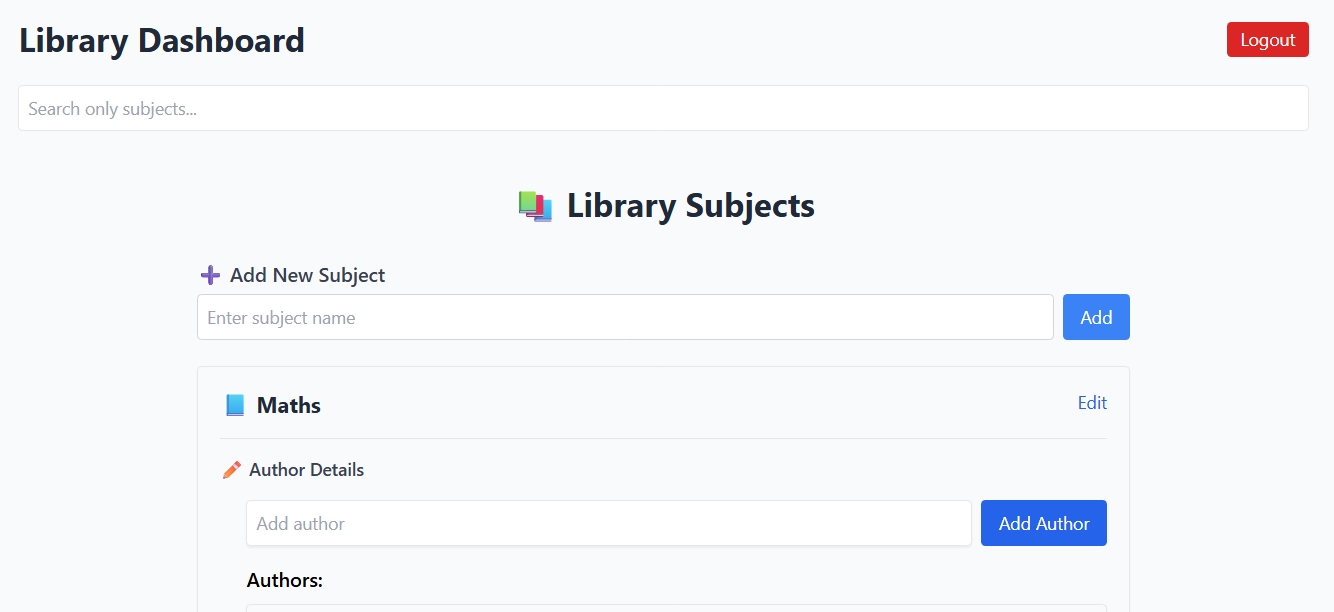 Library Dashboard
Logout
Search only subjects...
Library Subjects
Add New Subject
Enter subject name
Add
Maths
Edit
Author Details
Add author
Add Author
Authors: